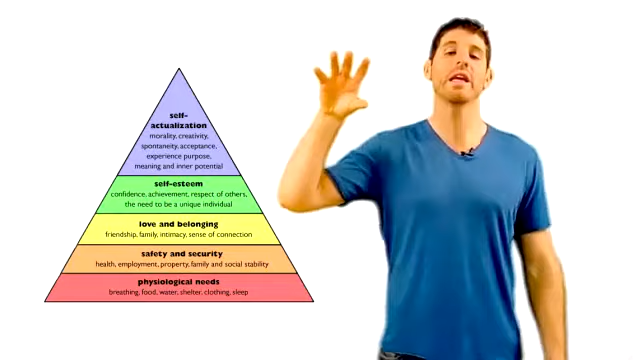 self-
actualization
morality, creativity,
spontaneity, acceptance,
experience purpose,
meaning and inner potential
self-esteem
confidence, achievement, respect of others,
the need to be a unique individual
love and belonging
friendship, family, intimacy, sense of connection
safety and security
health, employment, property, family and social stability
physiological needs
breathing, food, water, shelter, clothing, sleep